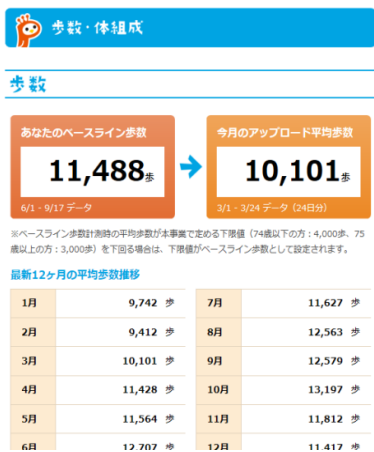 歩数・体組成
歩数
あなたのベースライン歩数
11,488歩
6/1 - 9/17 データ
今月のアップロード平均歩数
10,101歩
3/1 - 3/24 データ（24日分）
※ベースライン歩数計測時の平均歩数が本事業で定める下限値（74歳以下の方：4,000歩、75
歳以上の方：3,000歩）を下回る場合は、下限値がベースライン歩数として設定されます。
最新12ヶ月の平均歩数推移
1月 9,742 歩 7月 11,627 歩
2月 9,412 歩 8月 12,563 歩
3月 10,101 歩 9月 12,579 歩
4月 11,428 歩 10月 13,197 歩
5月 11,564 歩 11月 11,812 歩
6月 12,707 歩 12月 11,417 歩